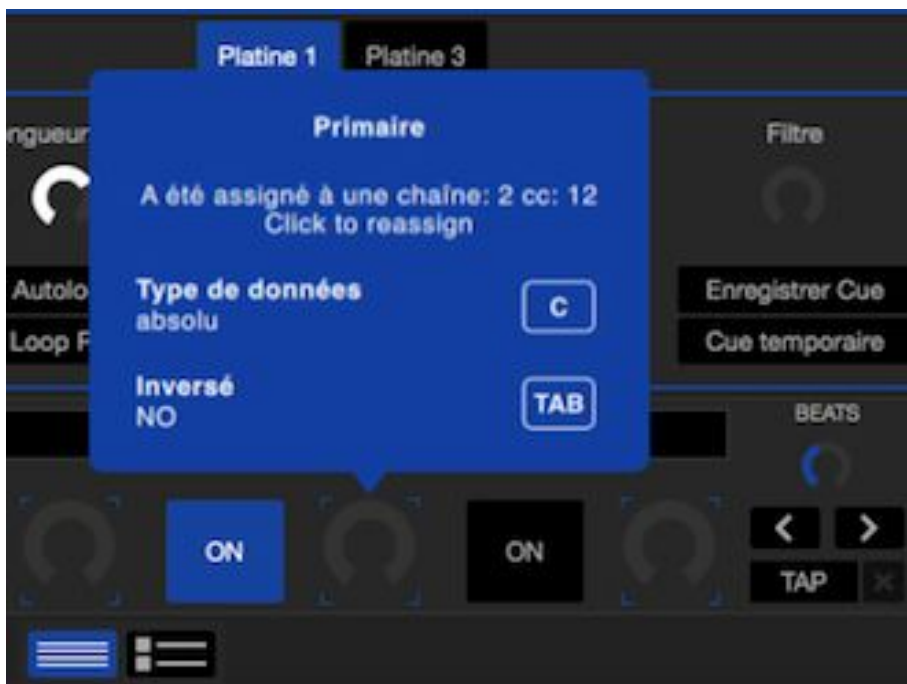 Platine 1
Platine 3
Primaire
ngueur
Filtre
A été assigné à une chaîne: 2 cc: 12
Click to reassign
Autolo
Type de données
absolu
C
Enregistrer Cue
Loop F
Cue temporaire
Inversé
NO
TAB
BEATS
ON
ON
TAP